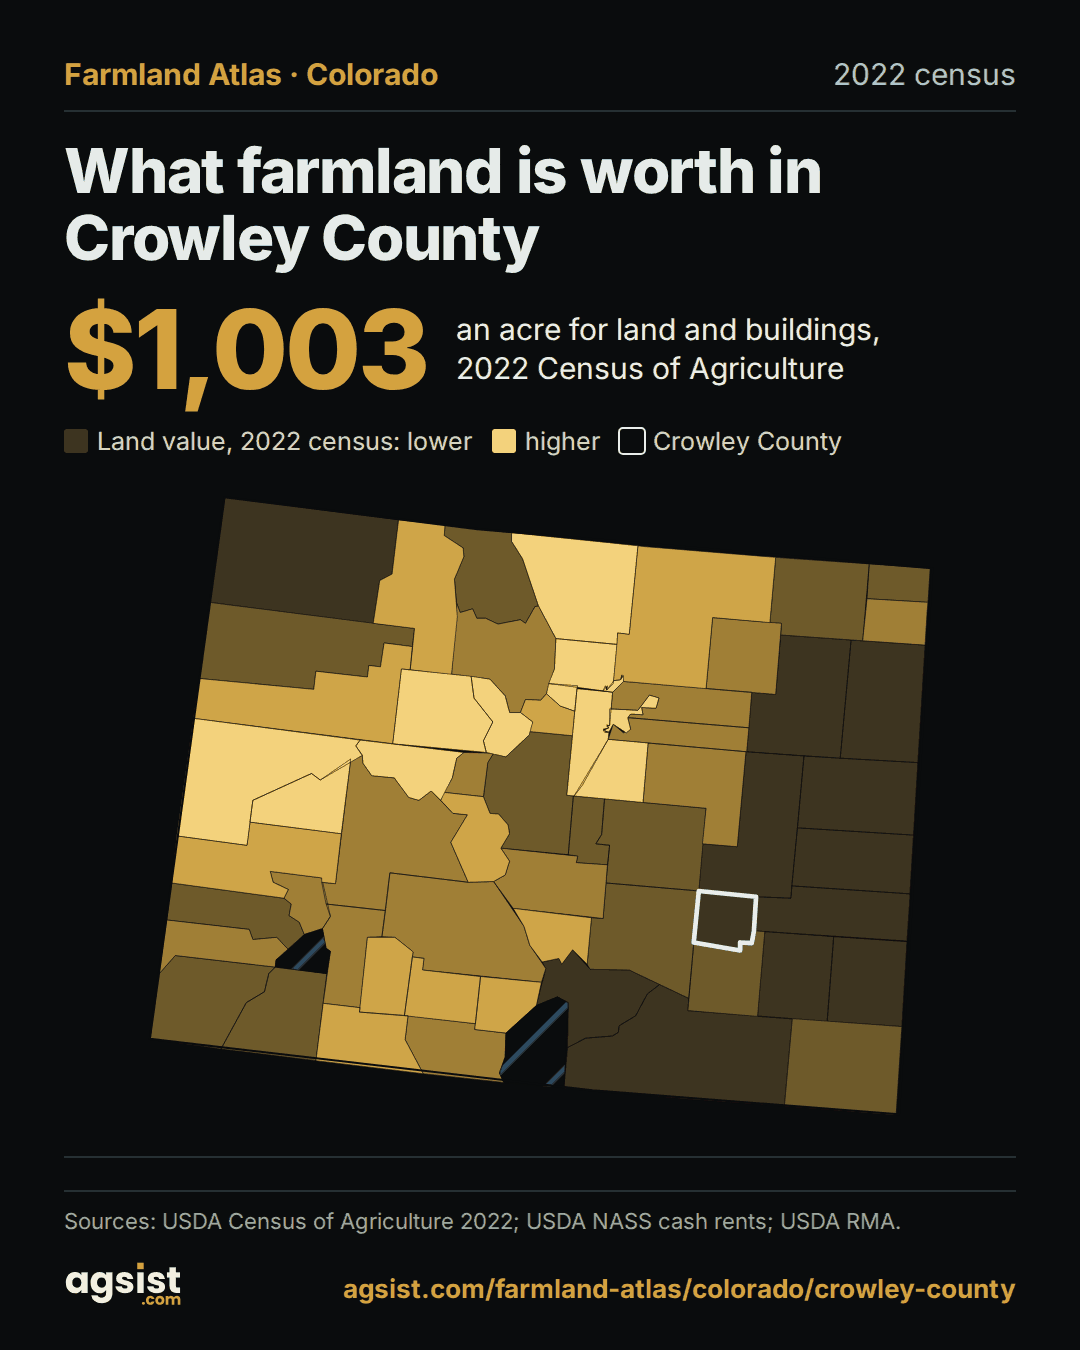 Farmland Atlas · Colorado
2022 census
What farmland is worth in
Crowley County
$1,003
an acre for land and buildings,
2022 Census of Agriculture
Land value, 2022 census: lower
higher
Crowley County
Sources: USDA Census of Agriculture 2022; USDA NASS cash rents; USDA RMA.
agsist
.com
agsist.com/farmland-atlas/colorado/crowley-county